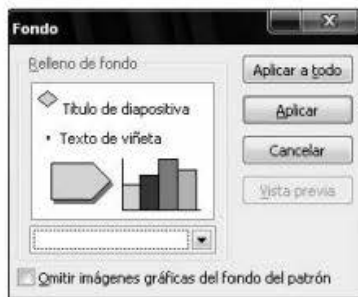 Fondo
Relleno de fondo
Título de diapositiva
• Texto de viñeta
Aplicar a todo
Aplicar
Cancelar
Vista previa
Omitir imágenes gráficas del fondo del patrón